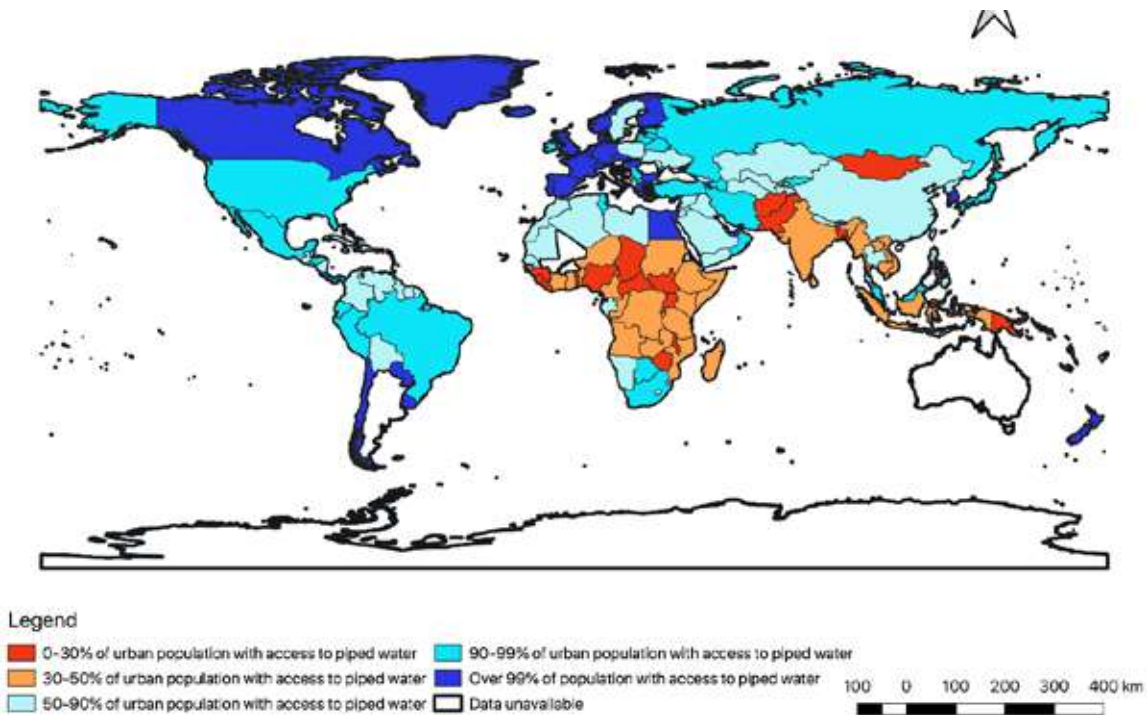 Legend
0-30% of urban population with access to piped water
90-99% of urban population with access to piped water
30-50% of urban population with access to piped water
Over 99% of population with access to piped water
50-90% of urban population with access to piped water
Data unavailable
100 0 100 200 300 400 km